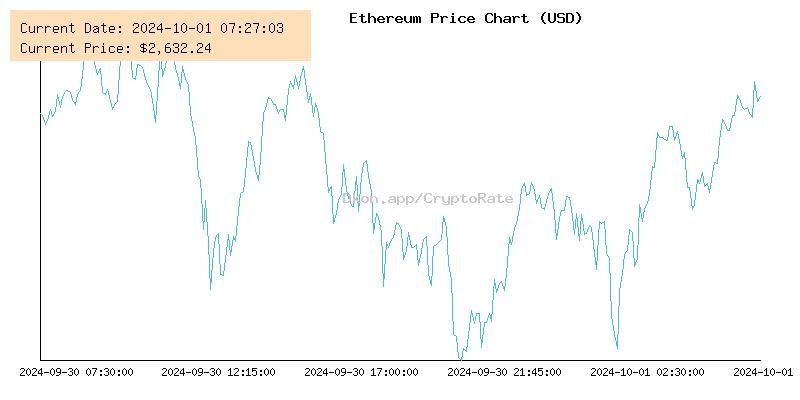 Ethereum Price Chart (USD)
Current Date: 2024-10-01 07:27:03
Current Price: $2,632.24
Dkon.app/CryptoRate
2024-09-30 07:30:00 2024-09-30 12:15:00 2024-09-30 17:00:00 2024-09-30 21:45:00 2024-10-01 02:30:00 2024-10-01